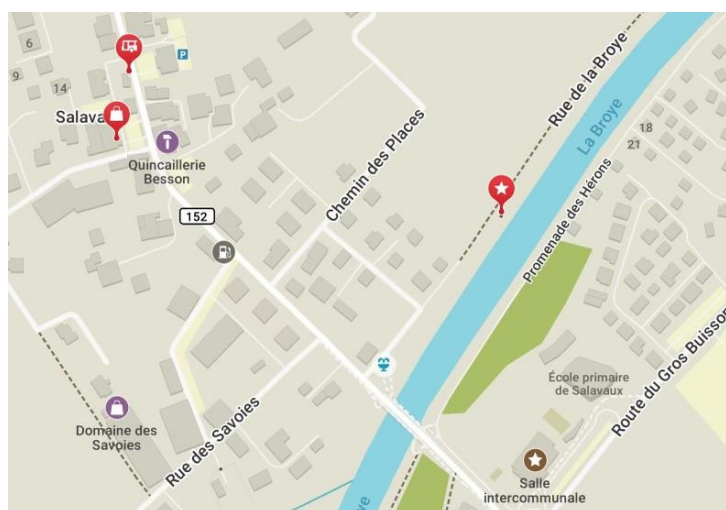 6
9
14
P
Salava
Quincaillerie
Besson
152
Chemin des Places
Rue de la Broye
La Broye
18
21
Promenade des Hérons
Route du Gros Buisson
École primaire
de Salavaux
Domaine des
Savoies
Rue des Savoies
Salle
intercommunale